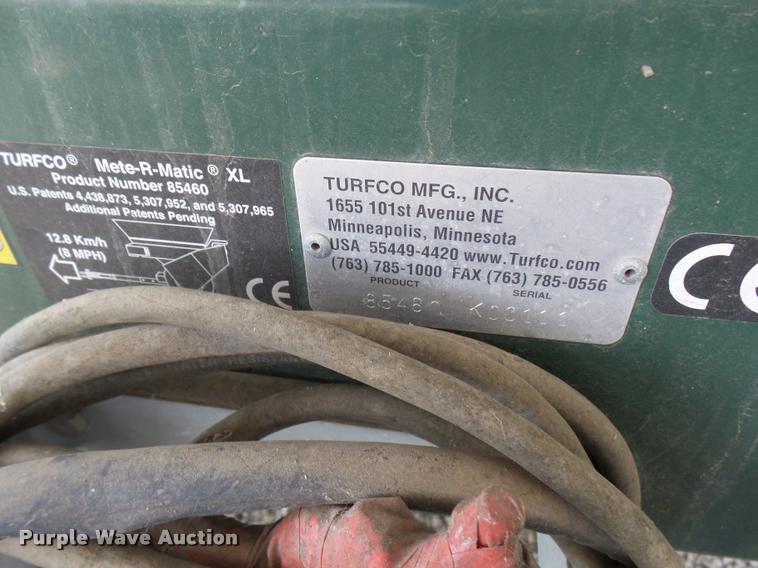 TURFCO® Mete-R-Matic® XL
Product Number 85460
U.S. Patents 4,438,873, 5,307,952, and 5,307,965
Additional Patents Pending
12.8 Km/h
(8 MPH)
CE
TURFCO MFG., INC.
1655 101st Avenue NE
Minneapolis, Minnesota
USA 55449-4420 www.Turfco.com
(763) 785-1000 FAX (763) 785-0556
PRODUCT SERIAL
CE
Purple Wave Auction